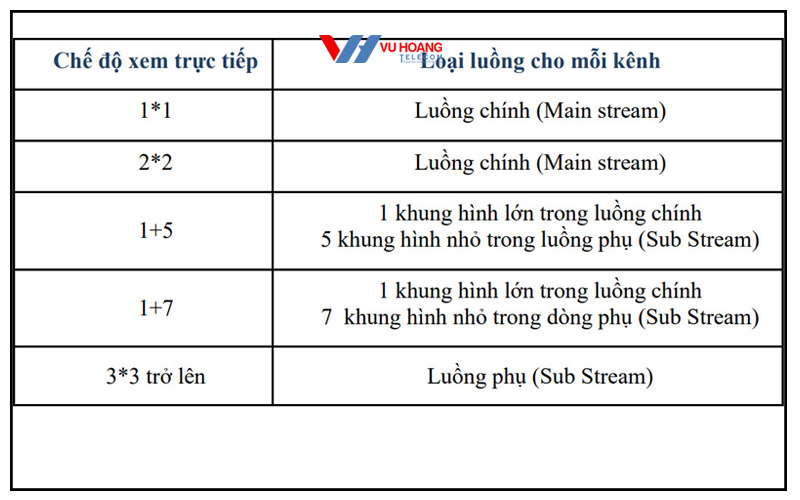 VU HOANG
TELECOM
Chế độ xem trực tiếp Loại luồng cho mỗi kênh
1*1 Luồng chính (Main stream)
2*2 Luồng chính (Main stream)
1+5 1 khung hình lớn trong luồng chính
5 khung hình nhỏ trong luồng phụ (Sub Stream)
1+7 1 khung hình lớn trong luồng chính
7 khung hình nhỏ trong dòng phụ (Sub Stream)
3*3 trở lên Luồng phụ (Sub Stream)